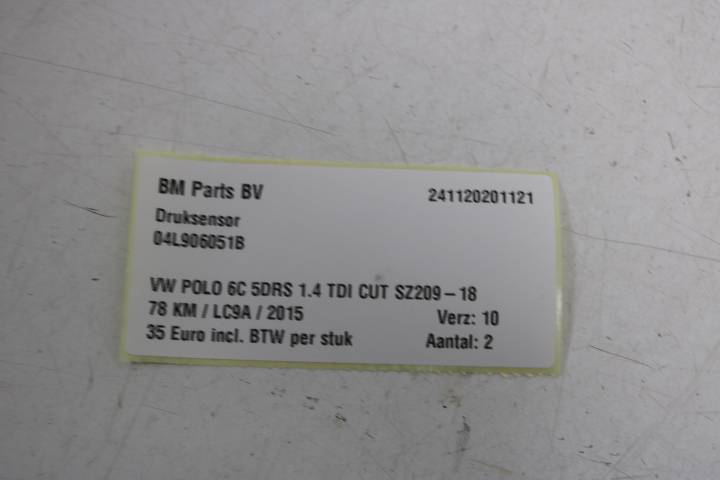 BM Parts BV 241120201121
Druksensor
04L906051B
VW POLO 6C 5DRS 1.4 TDI CUT SZ209-18
78 KM / LC9A / 2015 Verz: 10
35 Euro incl. BTW per stuk Aantal: 2